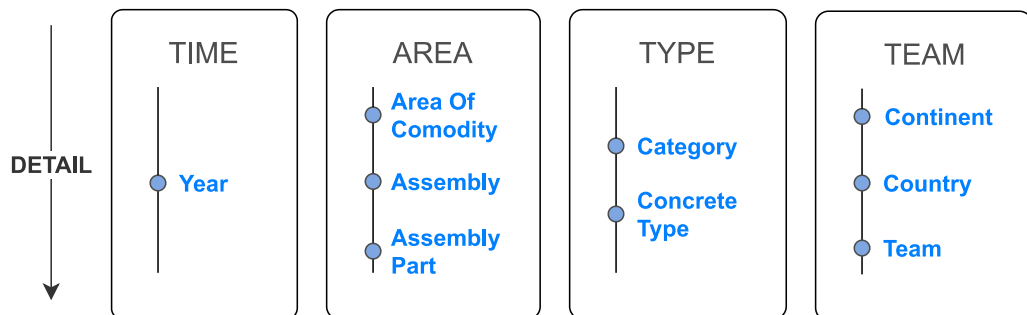 DETAIL
TIME
Year
AREA
Area Of
Comodity
Assembly
Assembly
Part
TYPE
Category
Concrete
Type
TEAM
Continent
Country
Team